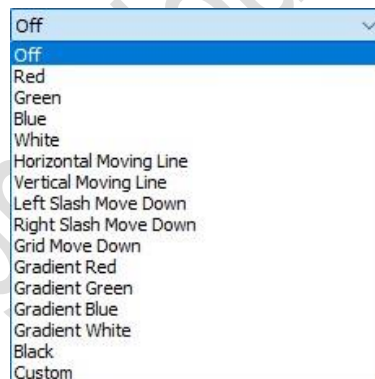 Off
Off
Red
Green
Blue
White
Horizontal Moving Line
Vertical Moving Line
Left Slash Move Down
Right Slash Move Down
Grid Move Down
Gradient Red
Gradient Green
Gradient Blue
Gradient White
Black
Custom